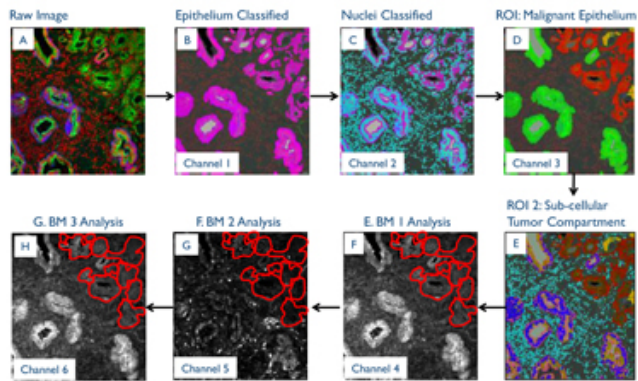 Raw Image
Epithelium Classified
Nuclei Classified
ROI: Malignant Epithelium
A
B
C
D
Channel 1
Channel 2
Channel 3
G. BM 3 Analysis
F. BM 2 Analysis
E. BM 1 Analysis
ROI 2: Sub-cellular
Tumor Compartment
H
G
F
E
Channel 6
Channel 5
Channel 4